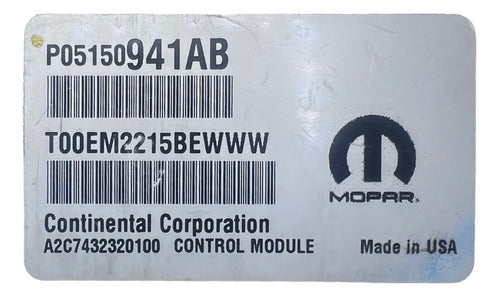 P05150941AB
T00EM2215BEWWW
MOPAR
Continental Corporation
A2C7432320100 CONTROL MODULE Made in USA